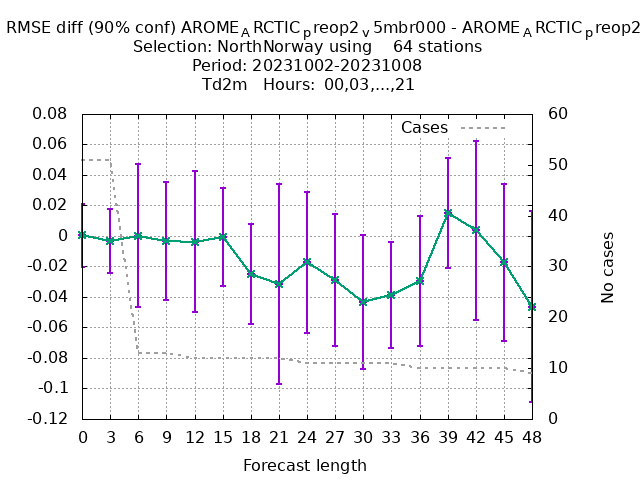 RMSE diff (90% conf) AROME_ARCTIC_preop2_v5mbr000 - AROME_ARCTIC_preop2
Selection: NorthNorway using    64 stations
Period: 20231002-20231008
Td2m   Hours:  00,03,...,21
Cases
0.08
0.06
0.04
0.02
0
-0.02
-0.04
-0.06
-0.08
-0.1
-0.12
60
50
40
30
20
10
0
No cases
0 3 6 9 12 15 18 21 24 27 30 33 36 39 42 45 48
Forecast length